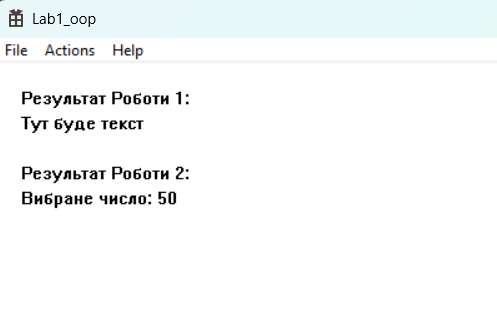 Lab1_oop
File Actions Help
Результат Роботи 1:
Тут буде текст
Результат Роботи 2:
Вибране число: 50